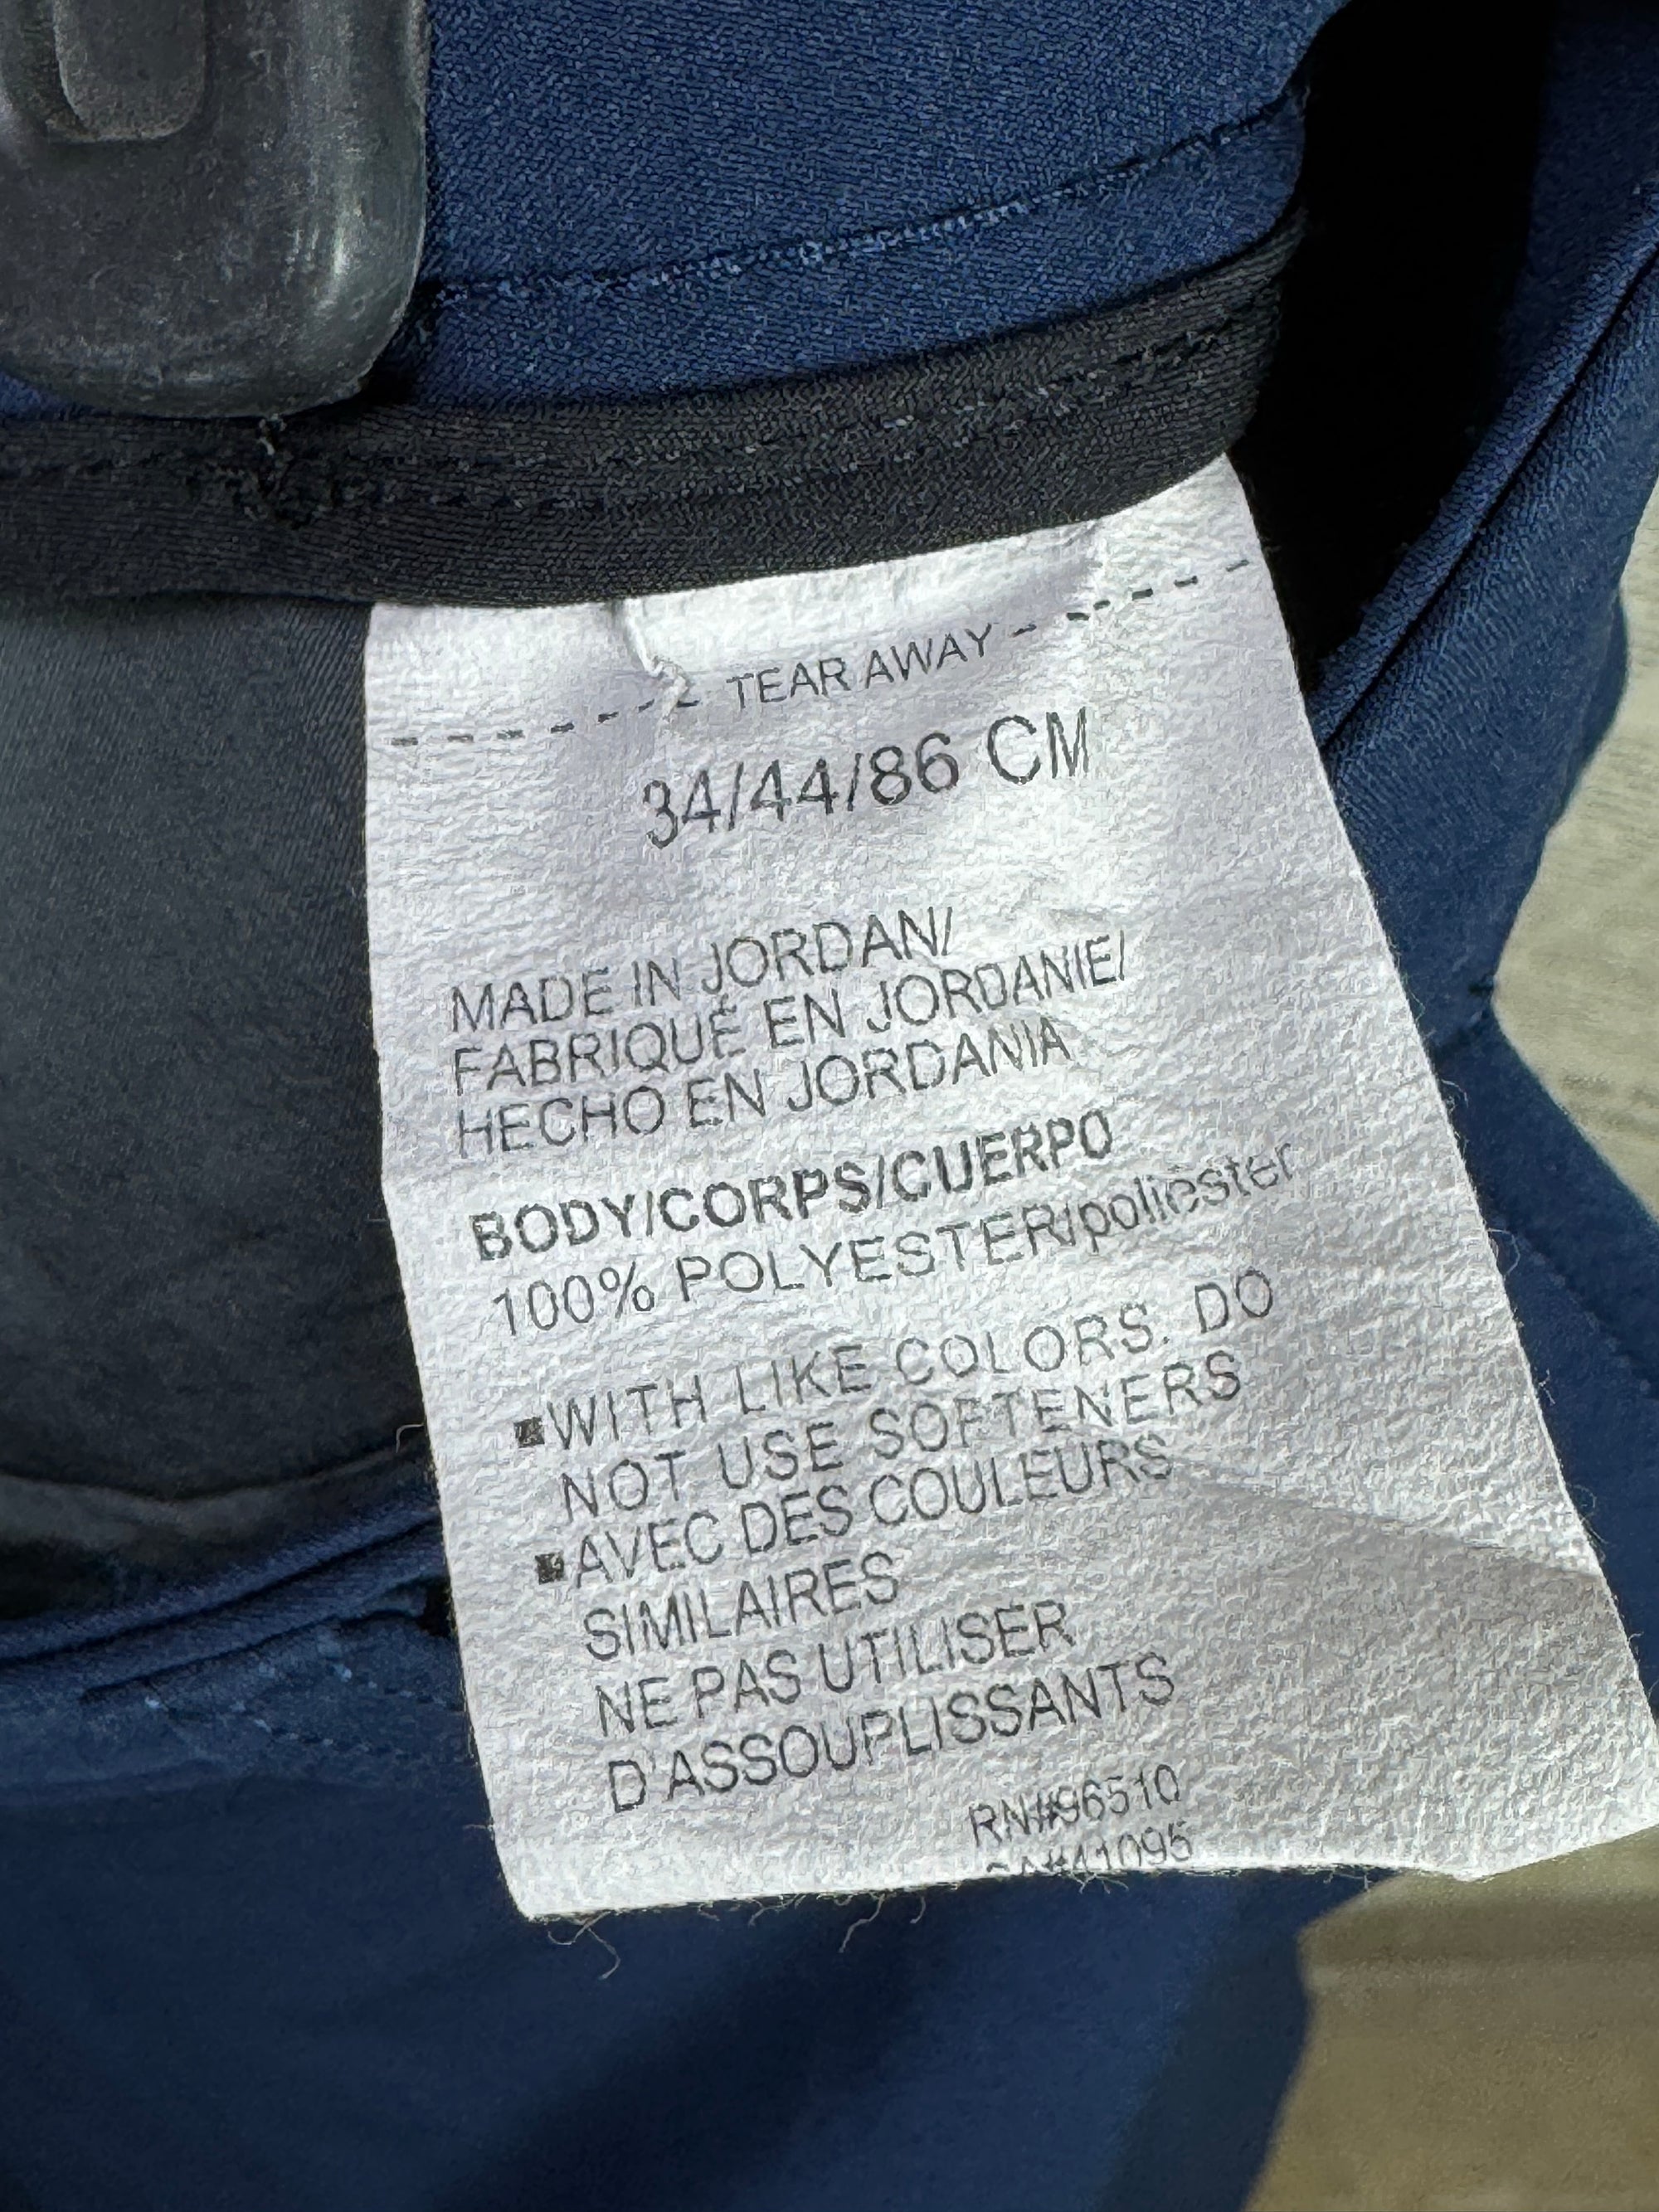 TEAR AWAY
34/44/86 CM
MADE IN JORDAN/
FABRIQUÉ EN JORDANIE/
HECHO EN JORDANIA
BODY/CORPS/CUERPO
100% POLYESTER/poliester
▪WITH LIKE COLORS. DO
NOT USE SOFTENERS
▪AVEC DES COULEURS
SIMILAIRES
NE PAS UTILISER
D'ASSOUPLISSANTS
RN#96510
CA#41095